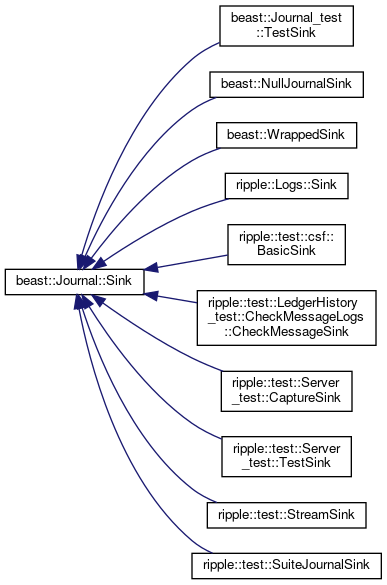 beast::Journal_test
::TestSink
beast::NullJournalSink
beast::WrappedSink
ripple::Logs::Sink
ripple::test::csf::
BasicSink
beast::Journal::Sink
ripple::test::LedgerHistory
_test::CheckMessageLogs
::CheckMessageSink
ripple::test::Server
_test::CaptureSink
ripple::test::Server
_test::TestSink
ripple::test::StreamSink
ripple::test::SuiteJournalSink